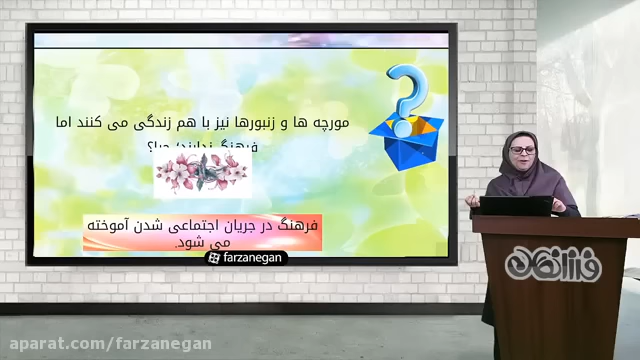 مورچه ها و زنبورها نیز با هم زندگی می کنند اما
فرهنگ ندارند؛ چرا؟
فرهنگ در جریان اجتماعی شدن آموخته
می شود.
farzanegan
فرزانگان
aparat.com/farzanegan